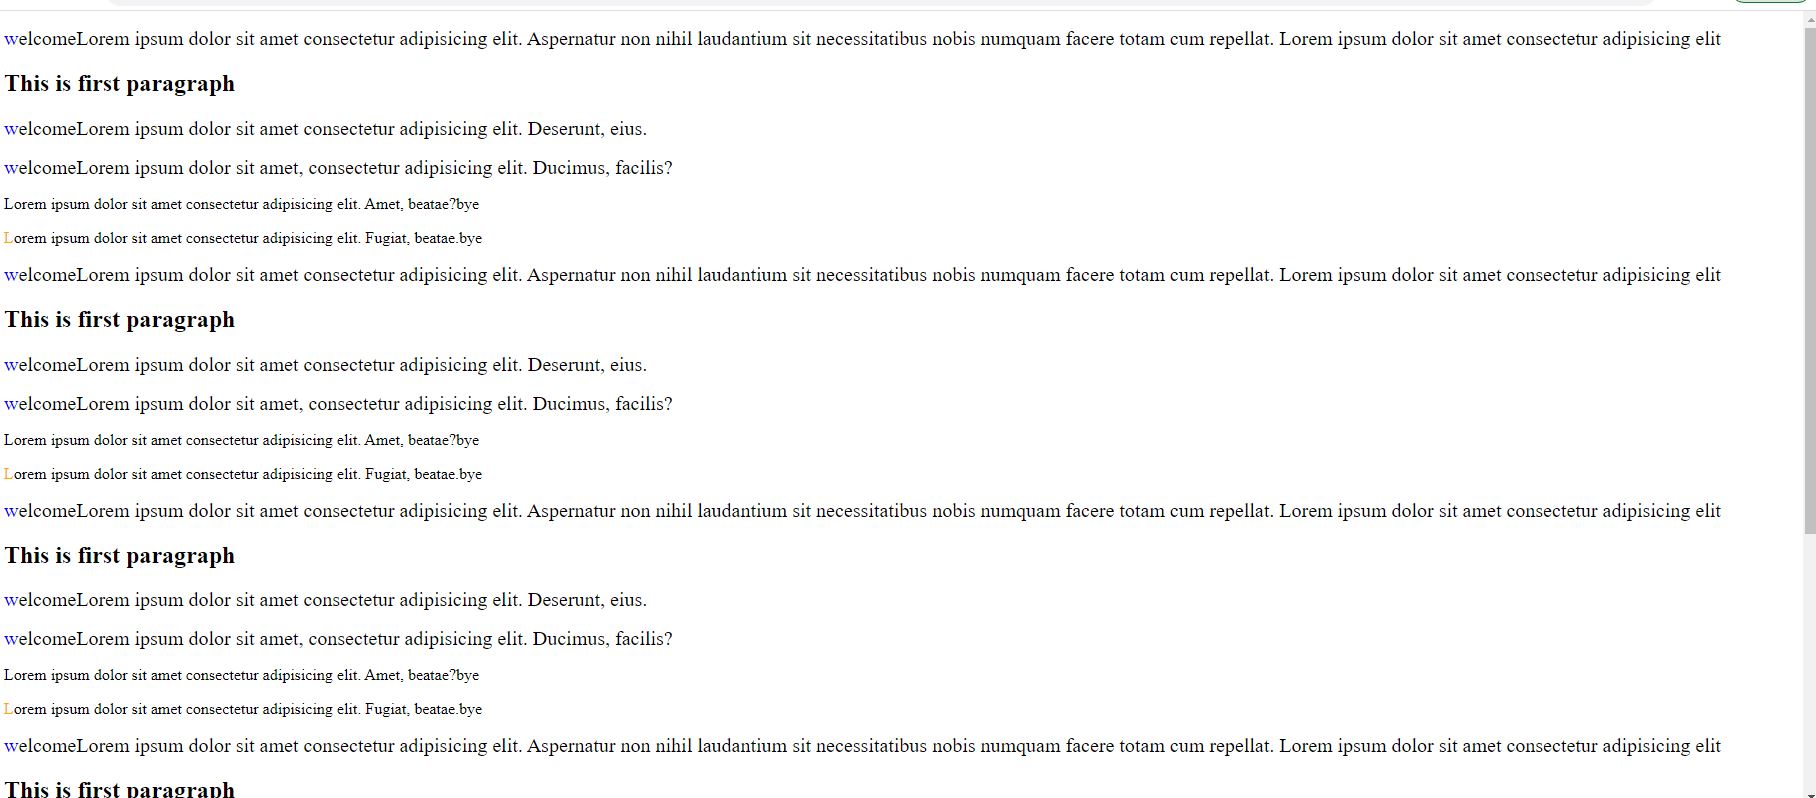 welcomeLorem ipsum dolor sit amet consectetur adipisicing elit. Aspernatur non nihil laudantium sit necessitatibus nobis numquam facere totam cum repellat. Lorem ipsum dolor sit amet consectetur adipisicing elit
This is first paragraph
welcomeLorem ipsum dolor sit amet consectetur adipisicing elit. Deserunt, eius.
welcomeLorem ipsum dolor sit amet, consectetur adipisicing elit. Ducimus, facilis?
Lorem ipsum dolor sit amet consectetur adipisicing elit. Amet, beatae?bye
Lorem ipsum dolor sit amet consectetur adipisicing elit. Fugiat, beatae.bye
welcomeLorem ipsum dolor sit amet consectetur adipisicing elit. Aspernatur non nihil laudantium sit necessitatibus nobis numquam facere totam cum repellat. Lorem ipsum dolor sit amet consectetur adipisicing elit
This is first paragraph
welcomeLorem ipsum dolor sit amet consectetur adipisicing elit. Deserunt, eius.
welcomeLorem ipsum dolor sit amet, consectetur adipisicing elit. Ducimus, facilis?
Lorem ipsum dolor sit amet consectetur adipisicing elit. Amet, beatae?bye
Lorem ipsum dolor sit amet consectetur adipisicing elit. Fugiat, beatae.bye
welcomeLorem ipsum dolor sit amet consectetur adipisicing elit. Aspernatur non nihil laudantium sit necessitatibus nobis numquam facere totam cum repellat. Lorem ipsum dolor sit amet consectetur adipisicing elit
This is first paragraph
welcomeLorem ipsum dolor sit amet consectetur adipisicing elit. Deserunt, eius.
welcomeLorem ipsum dolor sit amet, consectetur adipisicing elit. Ducimus, facilis?
Lorem ipsum dolor sit amet consectetur adipisicing elit. Amet, beatae?bye
Lorem ipsum dolor sit amet consectetur adipisicing elit. Fugiat, beatae.bye
welcomeLorem ipsum dolor sit amet consectetur adipisicing elit. Aspernatur non nihil laudantium sit necessitatibus nobis numquam facere totam cum repellat. Lorem ipsum dolor sit amet consectetur adipisicing elit
This is first paragraph